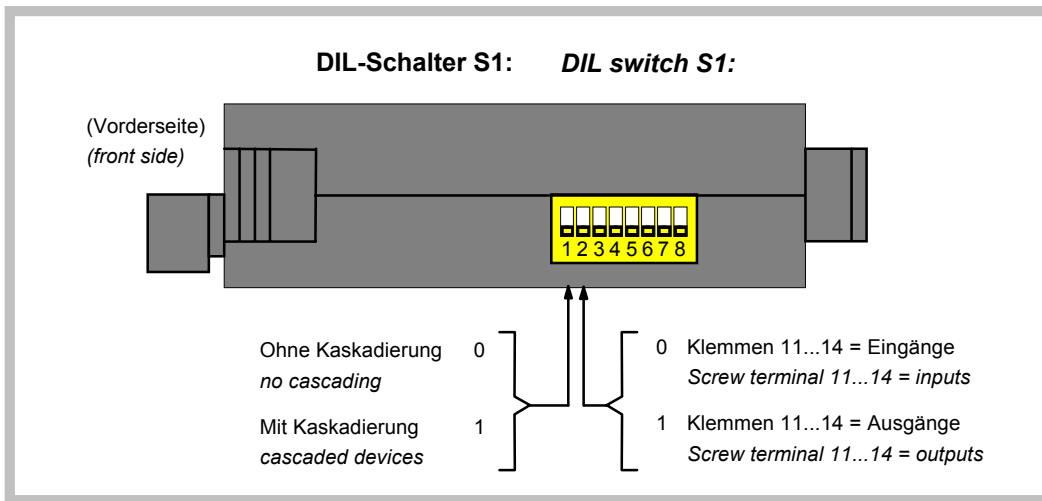 DIL-Schalter S1: DIL switch S1:
(Vorderseite)
(front side)
1 2 3 4 5 6 7 8
Ohne Kaskadierung 0
no cascading
Mit Kaskadierung 1
cascaded devices
0 Klemmen 11...14 = Eingänge
Screw terminal 11...14 = inputs
1 Klemmen 11...14 = Ausgänge
Screw terminal 11...14 = outputs